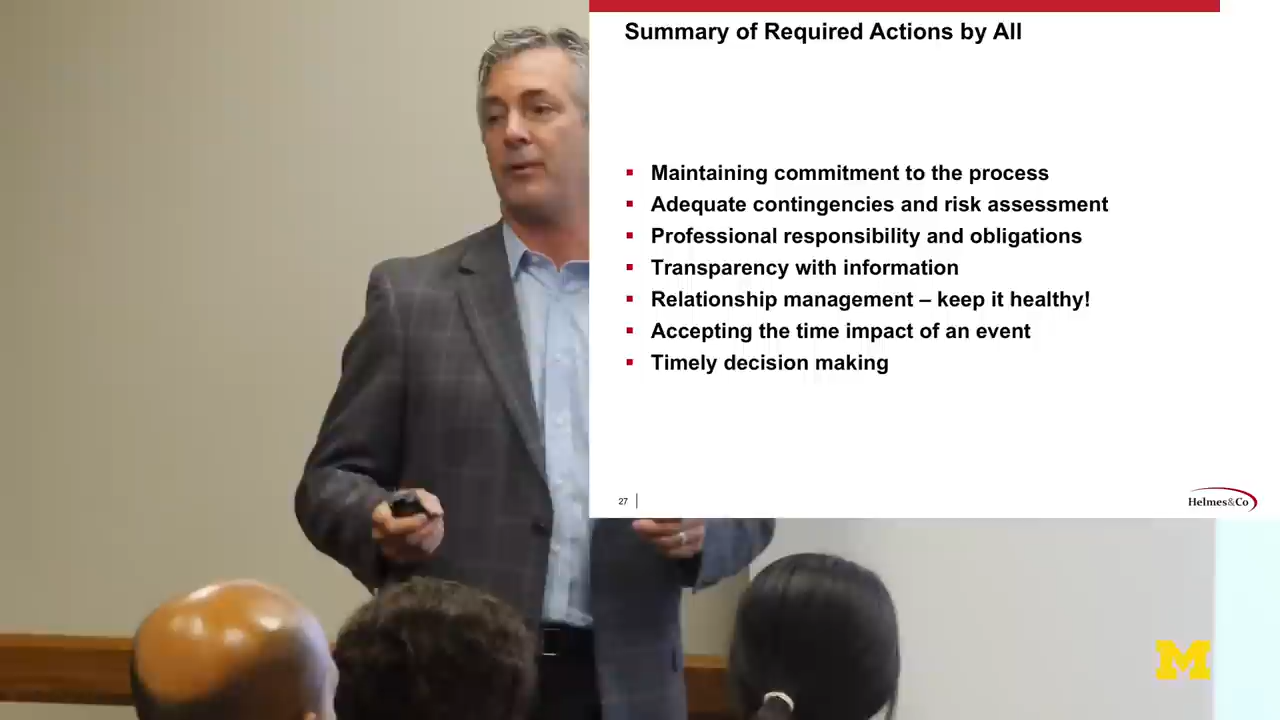 Summary of Required Actions by All
▪ Maintaining commitment to the process
▪ Adequate contingencies and risk assessment
▪ Professional responsibility and obligations
▪ Transparency with information
▪ Relationship management – keep it healthy!
▪ Accepting the time impact of an event
▪ Timely decision making
27
Helmes&Co
M